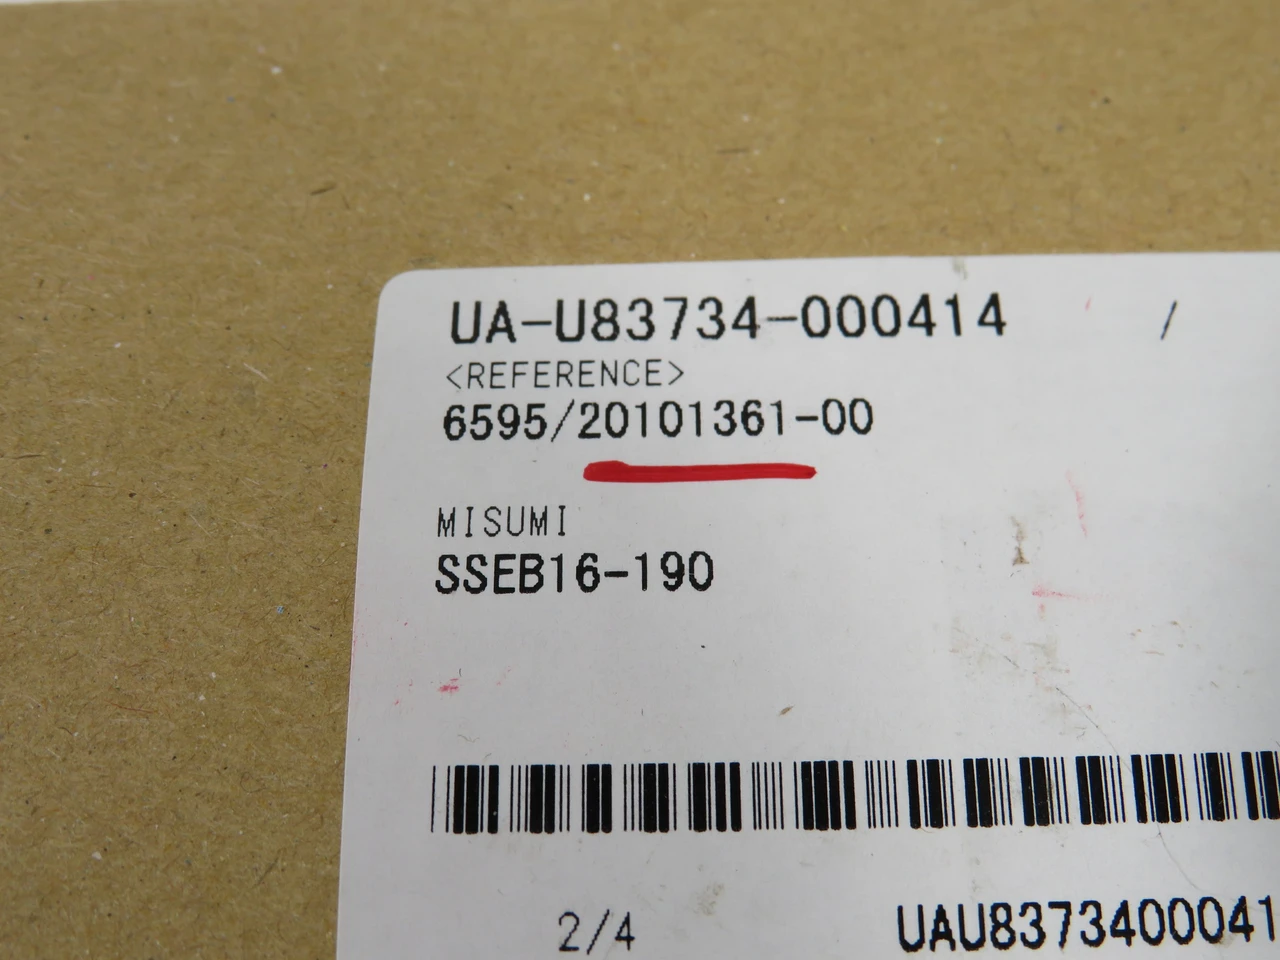 UA-U83734-000414 /
<REFERENCE>
6595/20101361-00
MISUMI
SSEB16-190
2/4 UAU8373400041